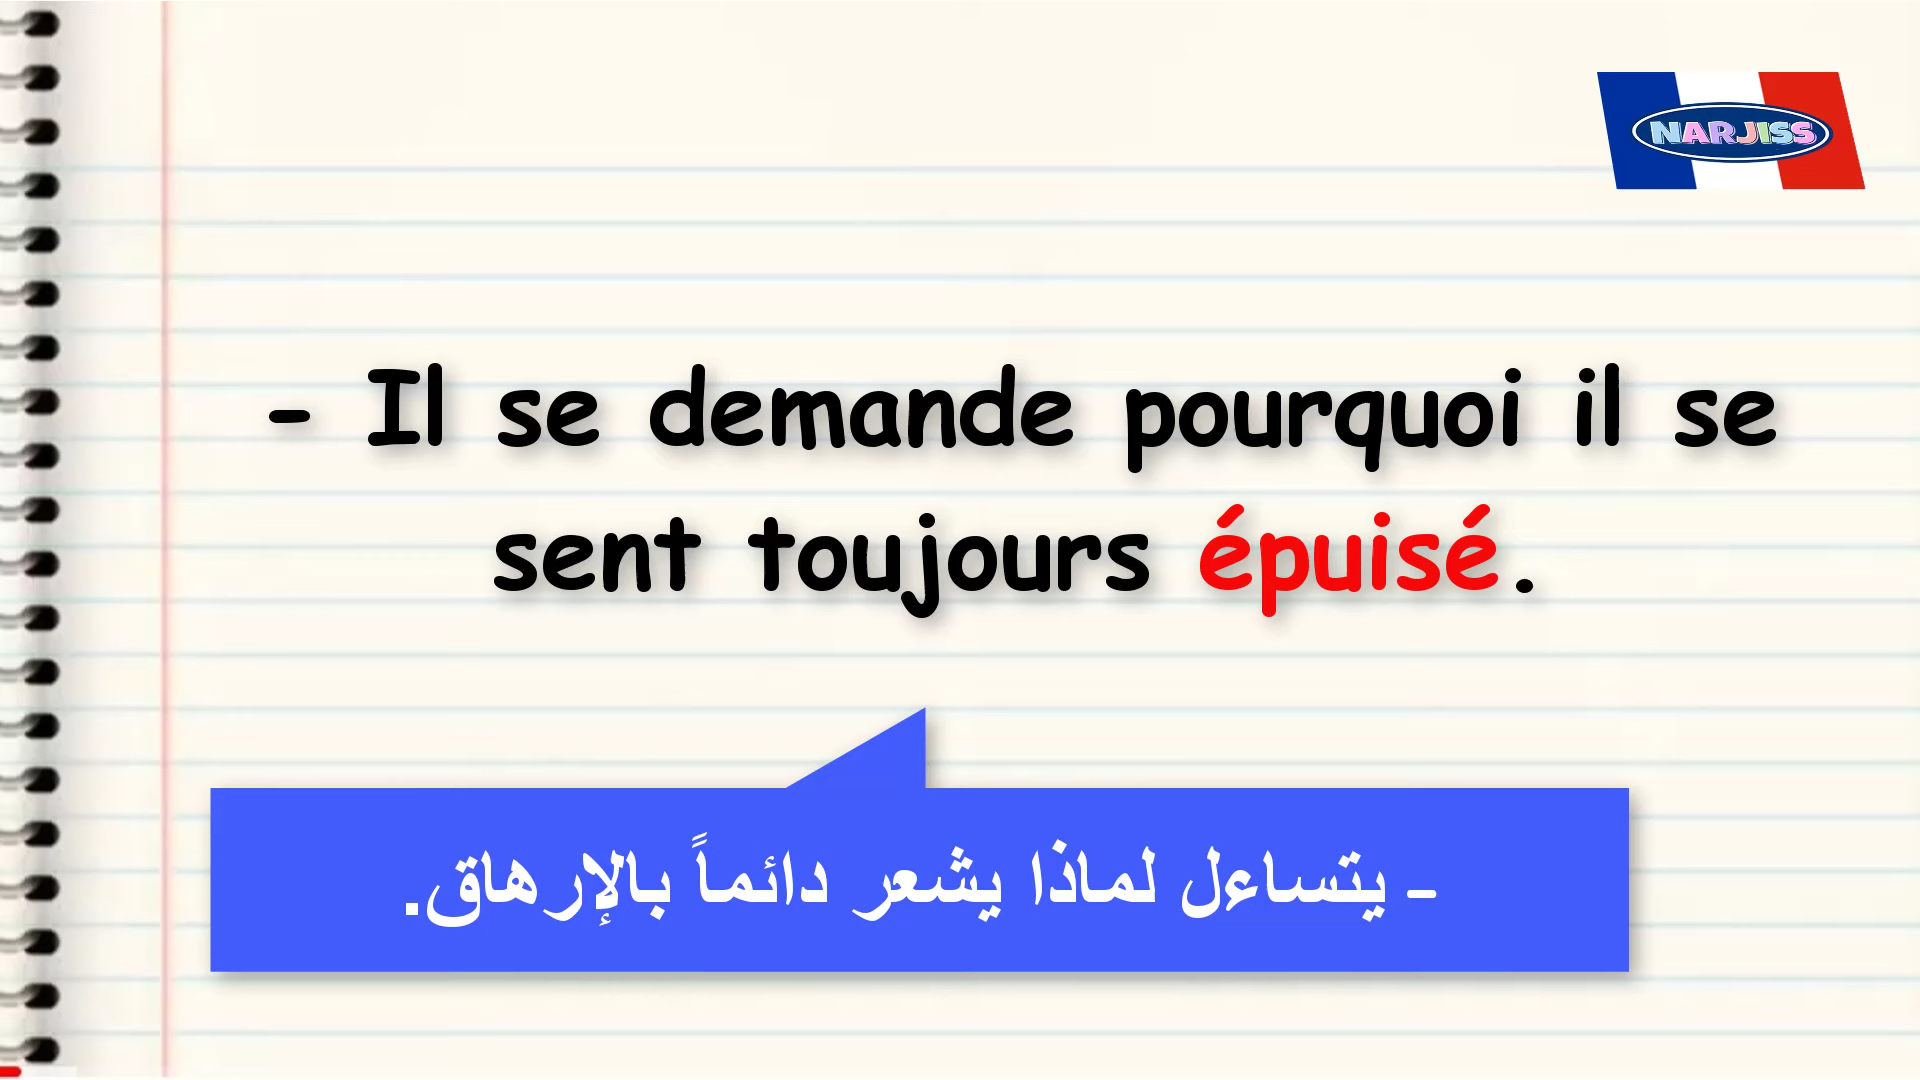 NARJISS
- Il se demande pourquoi il se
sent toujours épuisé.
- يتساءل لماذا يشعر دائماً بالإرهاق.